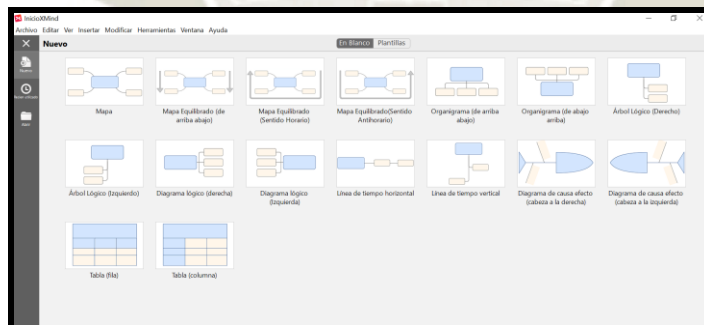 InicioXMind
Archivo Editar Ver Insertar Modificar Herramientas Ventana Ayuda
Nuevo
En Blanco Plantillas
Mapa
Mapa Equilibrado (de arriba abajo)
Mapa Equilibrado (Sentido Horario)
Mapa Equilibrado(Sentido Antihorario)
Organigrama (de arriba abajo)
Organigrama (de abajo arriba)
Árbol Lógico (Derecho)
Árbol Lógico (Izquierdo)
Diagrama lógico (derecha)
Diagrama lógico (Izquierda)
Línea de tiempo horizontal
Línea de tiempo vertical
Diagrama de causa efecto (cabeza a la derecha)
Diagrama de causa efecto (cabeza a la izquierda)
Tabla (fila)
Tabla (columna)